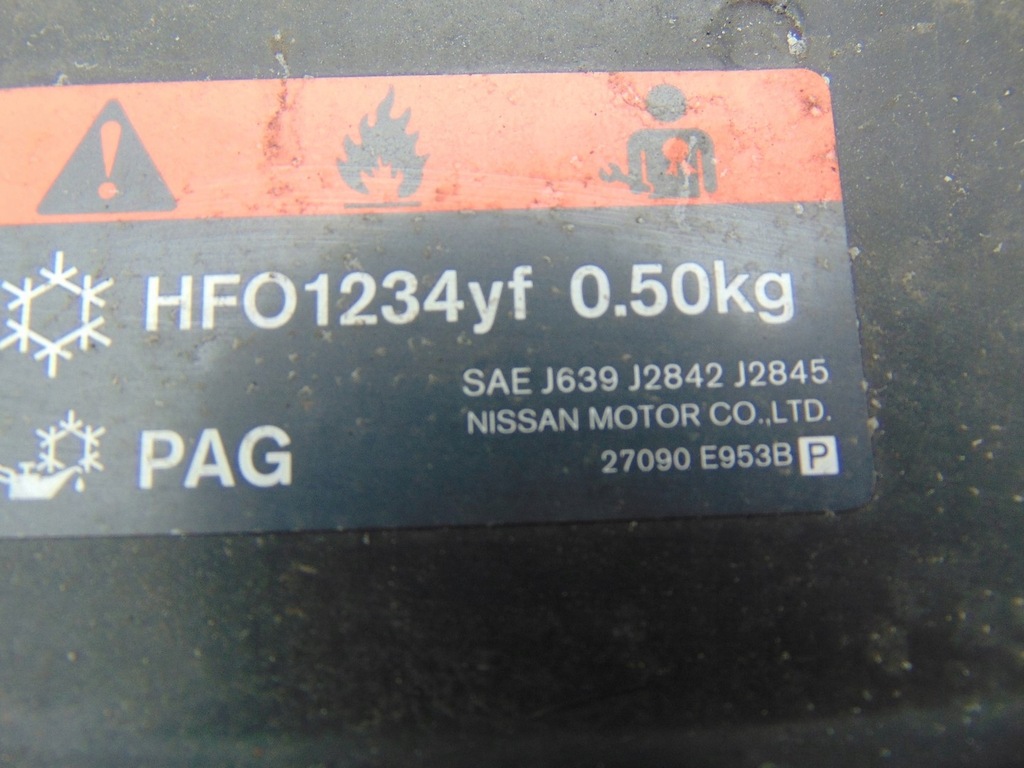 HFO1234yf 0.50kg
SAE J639 J2842 J2845
NISSAN MOTOR CO.,LTD.
PAG
27090 E953B P